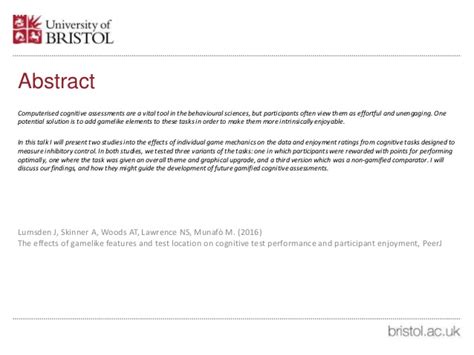 University of
BRISTOL
Abstract
Computerised cognitive assessments are a vital tool in the behavioural sciences, but participants often view them as effortful and unengaging. One
potential solution is to add gamelike elements to these tasks in order to make them more intrinsically enjoyable.
In this talk I will present two studies into the effects of individual game mechanics on the data and enjoyment ratings from cognitive tasks designed to
measure inhibitory control. In both studies, we tested three variants of the tasks: one in which participants were rewarded with points for performing
optimally, one where the task was given an overall theme and graphical upgrade, and a third version which was a non-gamified comparator. I will
discuss our findings, and how they might guide the development of future gamified cognitive assessments.
Lumsden J, Skinner A, Woods AT, Lawrence NS, Munafò M. (2016)
The effects of gamelike features and test location on cognitive test performance and participant enjoyment, PeerJ
bristol.ac.uk